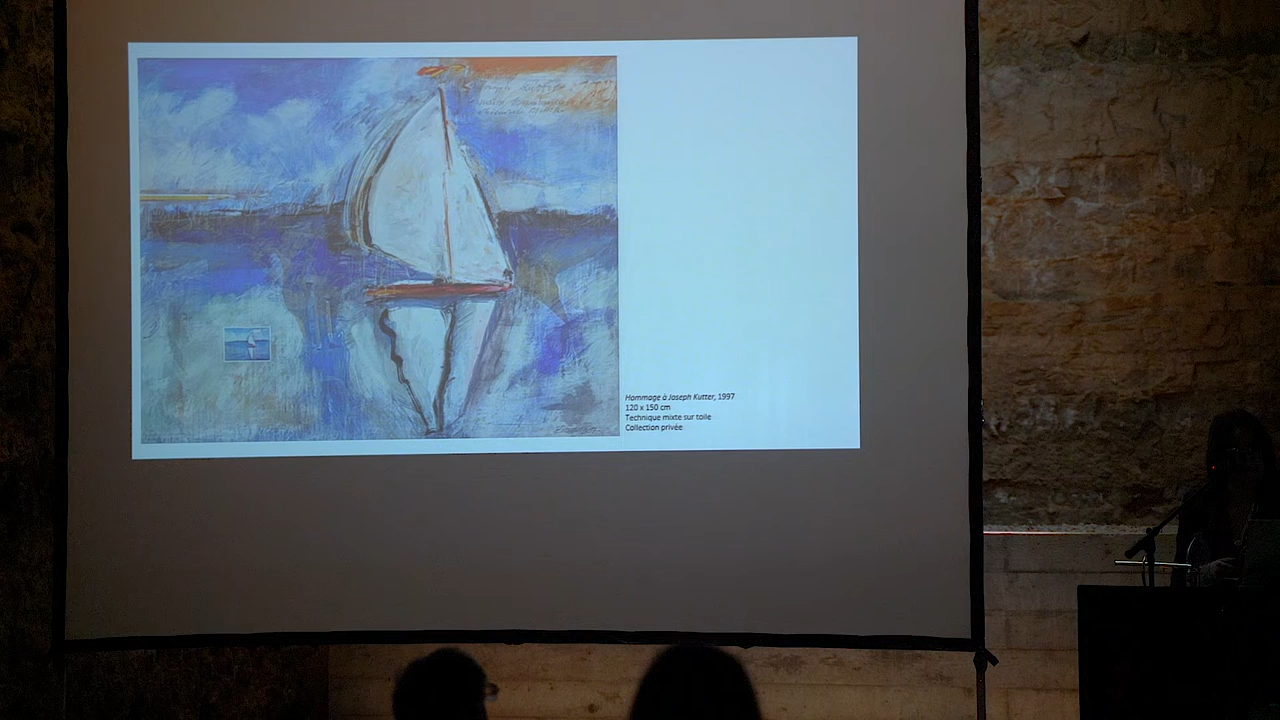 Hommage à Joseph Kutter, 1997
120 x 150 cm
Technique mixte sur toile
Collection privée